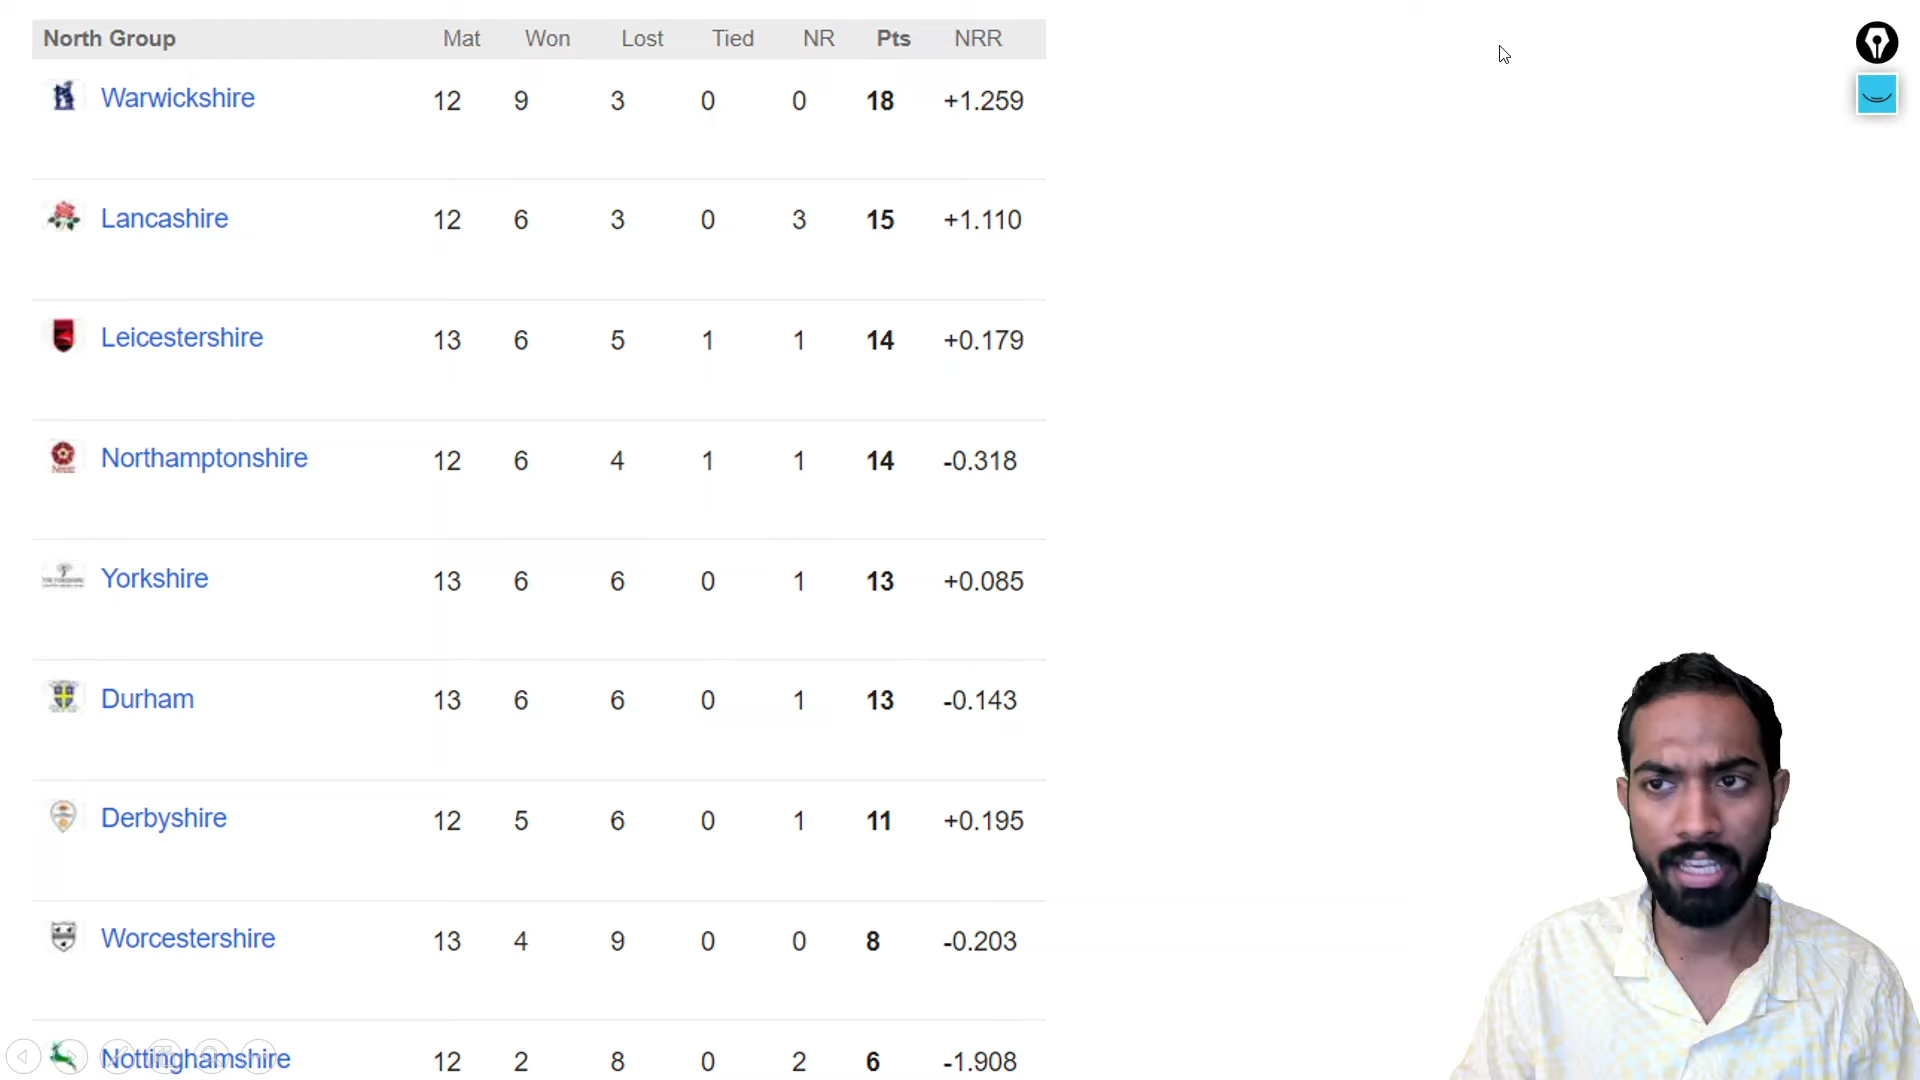 North Group Mat Won Lost Tied NR Pts NRR
Warwickshire 12 9 3 0 0 18 +1.259
Lancashire 12 6 3 0 3 15 +1.110
Leicestershire 13 6 5 1 1 14 +0.179
Northamptonshire 12 6 4 1 1 14 -0.318
Yorkshire 13 6 6 0 1 13 +0.085
Durham 13 6 6 0 1 13 -0.143
Derbyshire 12 5 6 0 1 11 +0.195
Worcestershire 13 4 9 0 0 8 -0.203
Nottinghamshire 12 2 8 0 2 6 -1.908